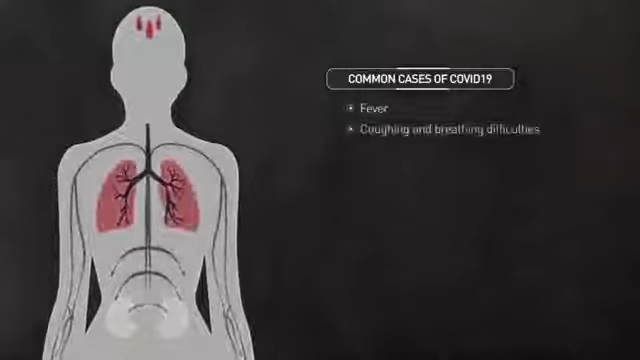 COMMON CASES OF COVID19
Fever
Coughing and breathing difficulties